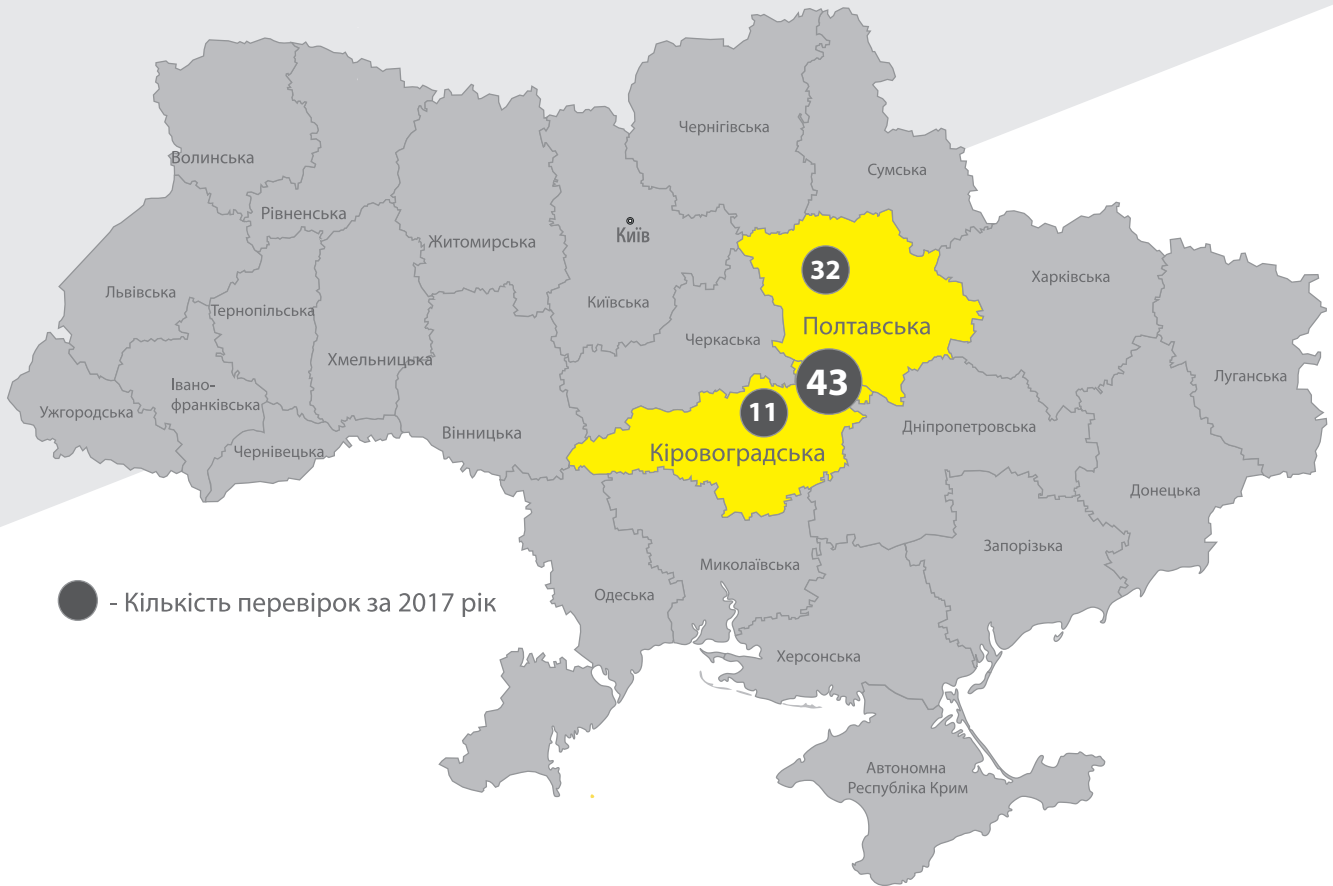 Чернігівська
Волинська
Сумська
Рівненська
Київ
Житомирська
32
Харківська
Львівська
Київська
Тернопільська
Полтавська
Черкаська
Хмельницька
Луганська
43
Івано-
франківська
Ужгородська
11
Дніпропетровська
Вінницька
Чернівецька
Кіровоградська
Донецька
Запорізька
Миколаївська
Одеська
- Кількість перевірок за 2017 рік
Херсонська
Автономна
Республіка Крим